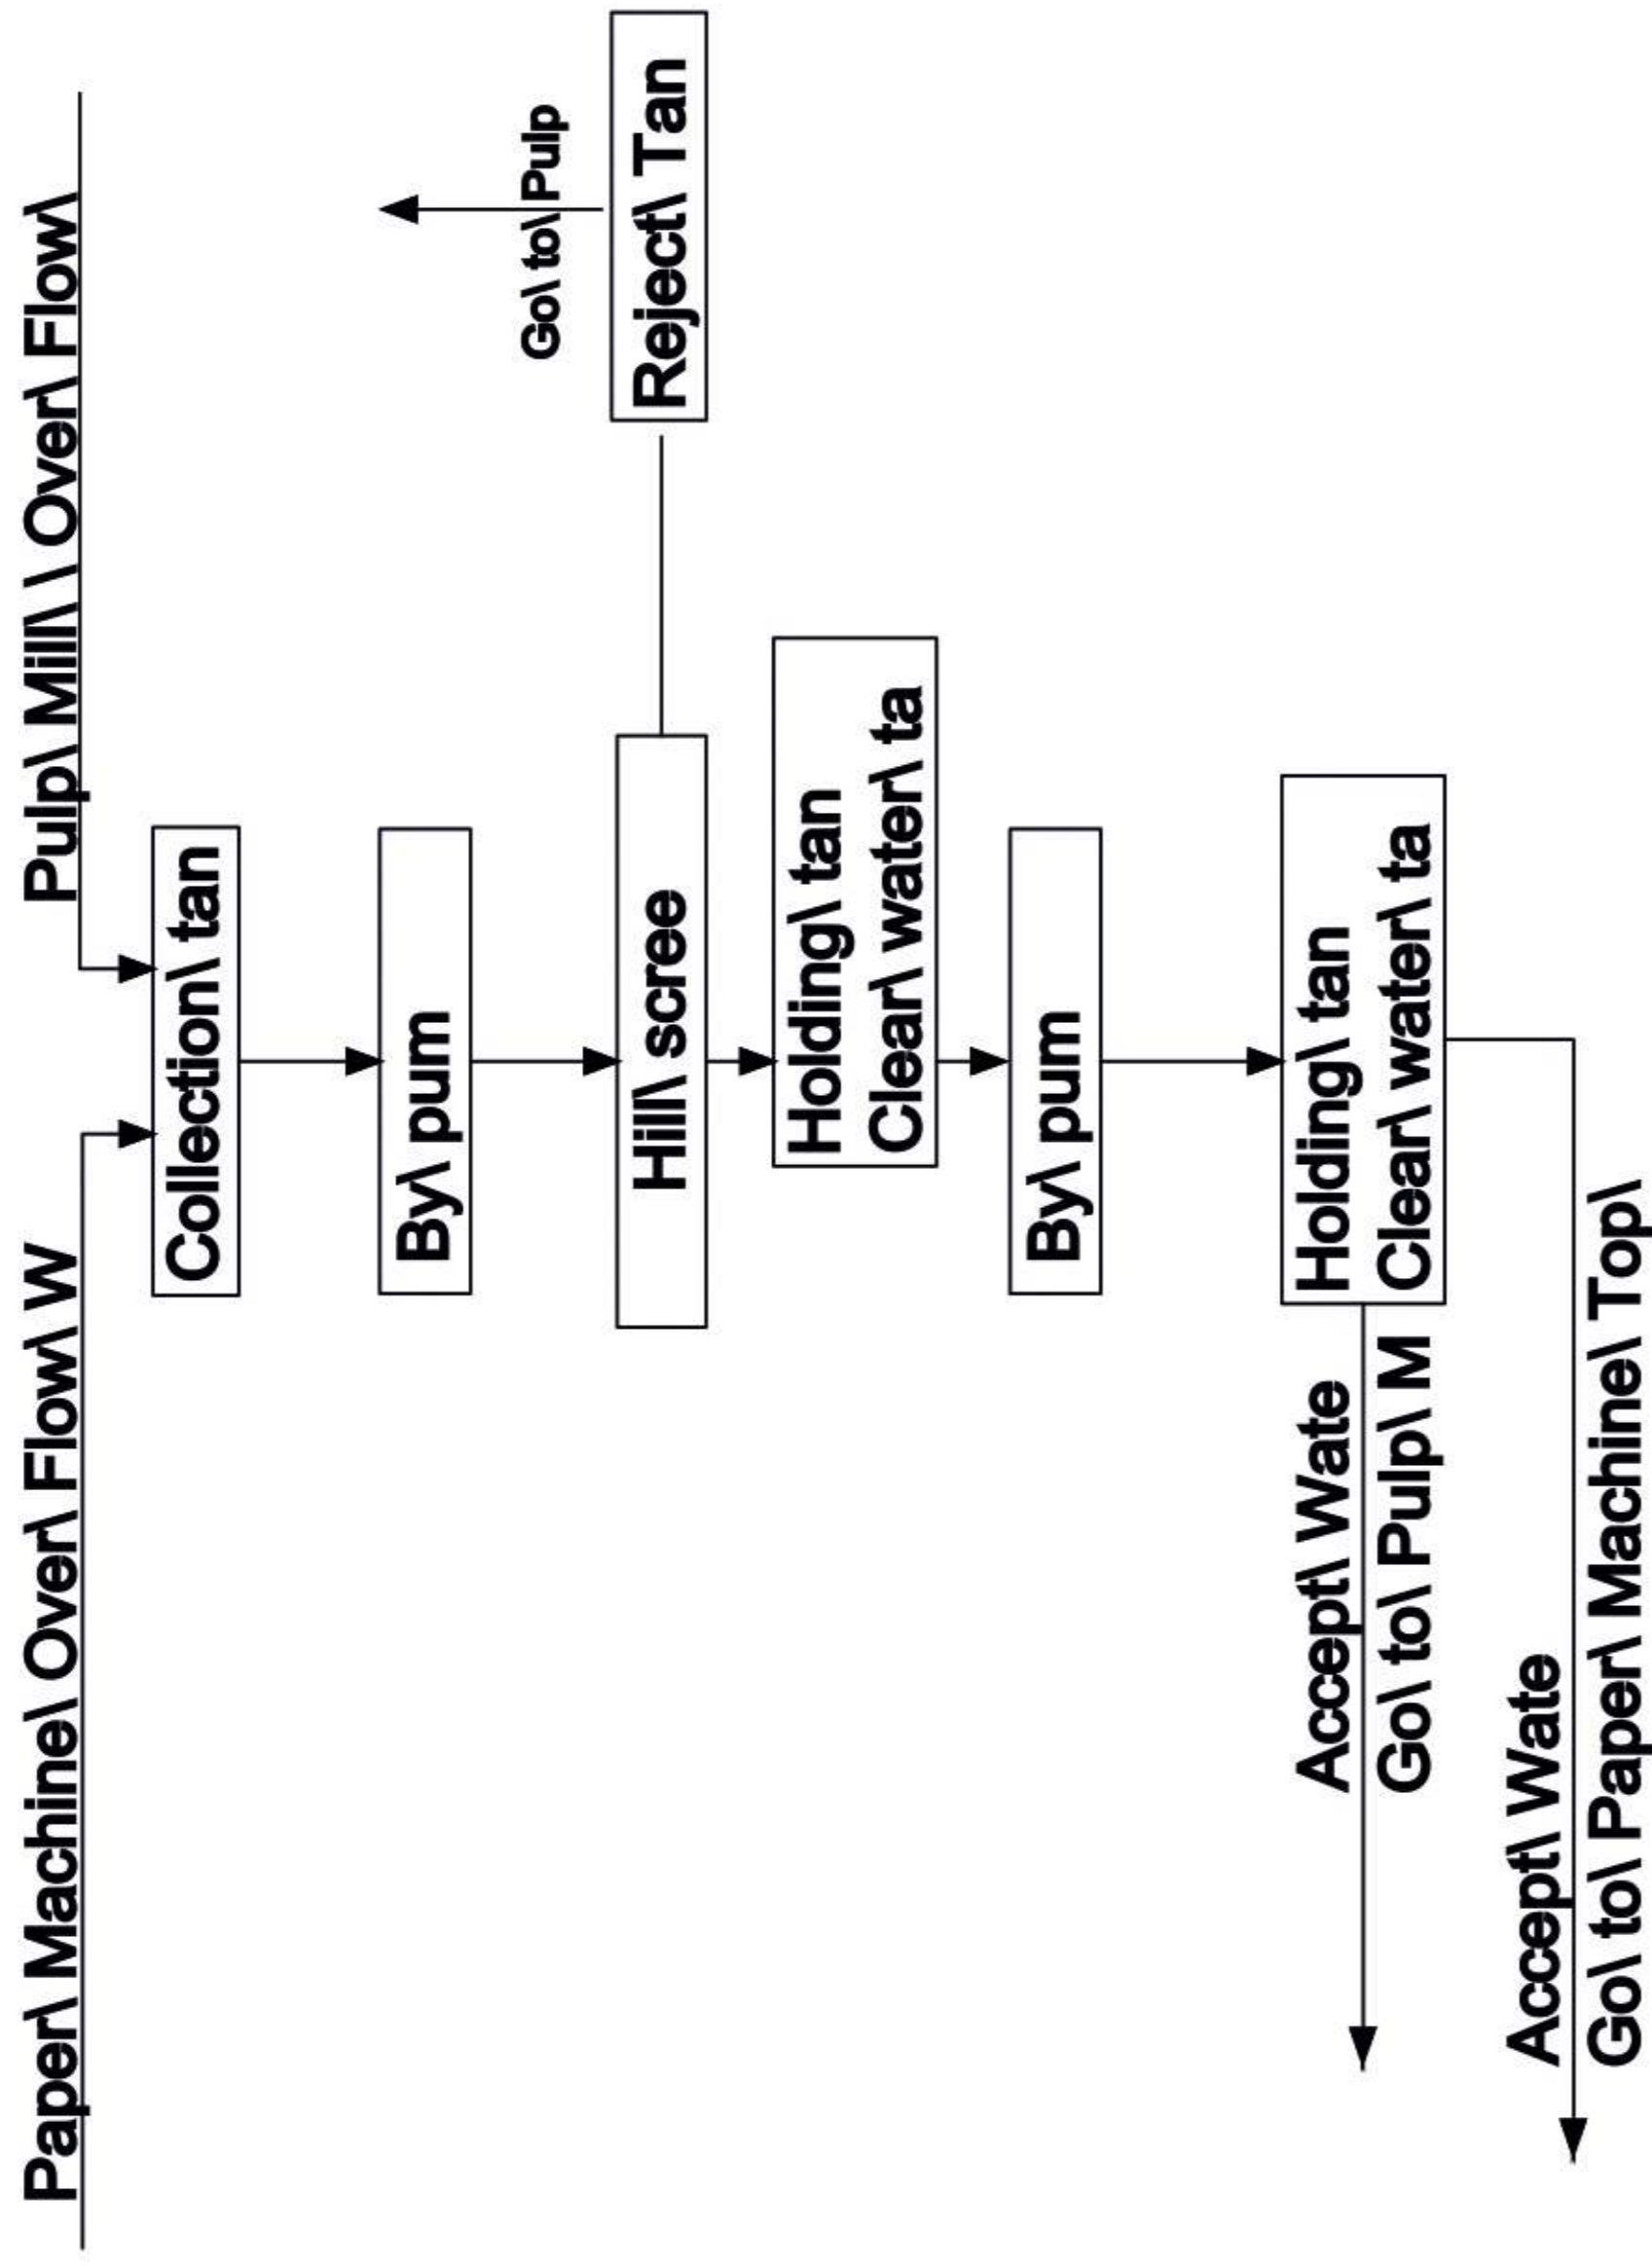 Paper\ Machine\ Over\ Flow\ W
Pulp\ Mill\ \ Over\ Flow\
Collection\ tan
By\ pum
Go\ to\ Pulp
Hill\ scree
Reject\ Tan
Holding\ tan
Clear\ water\ ta
By\ pum
Holding\ tan
Clear\ water\ ta
Accept\ Wate
Go\ to\ Pulp\ M
Accept\ Wate
Go\ to\ Paper\ Machine\ Top\